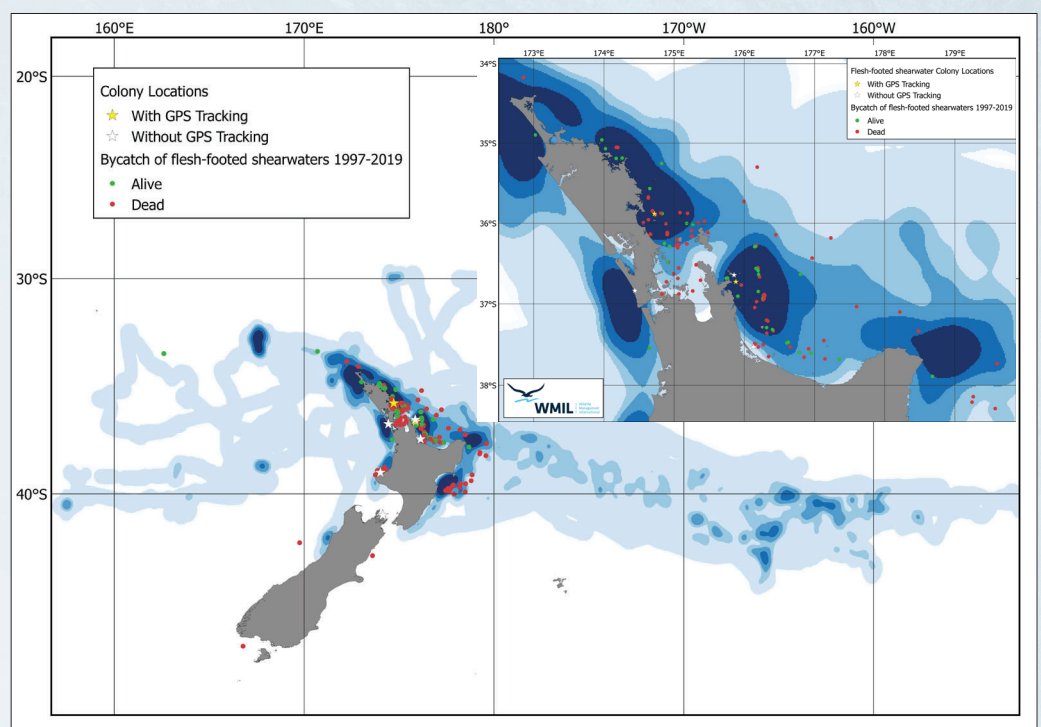 160°E 170°E 180° 170°W 160°W
20°S
30°S
40°S
Colony Locations
With GPS Tracking
Without GPS Tracking
Bycatch of flesh-footed shearwaters 1997-2019
Alive
Dead
173°E 174°E 175°E 176°E 177°E 178°E 179°E
34°S
35°S
36°S
37°S
38°S
Flesh-footed shearwater Colony Locations
With GPS Tracking
Without GPS Tracking
Bycatch of flesh-footed shearwaters 1997-2019
Alive
Dead
WMIL
Wildlife
Management
International